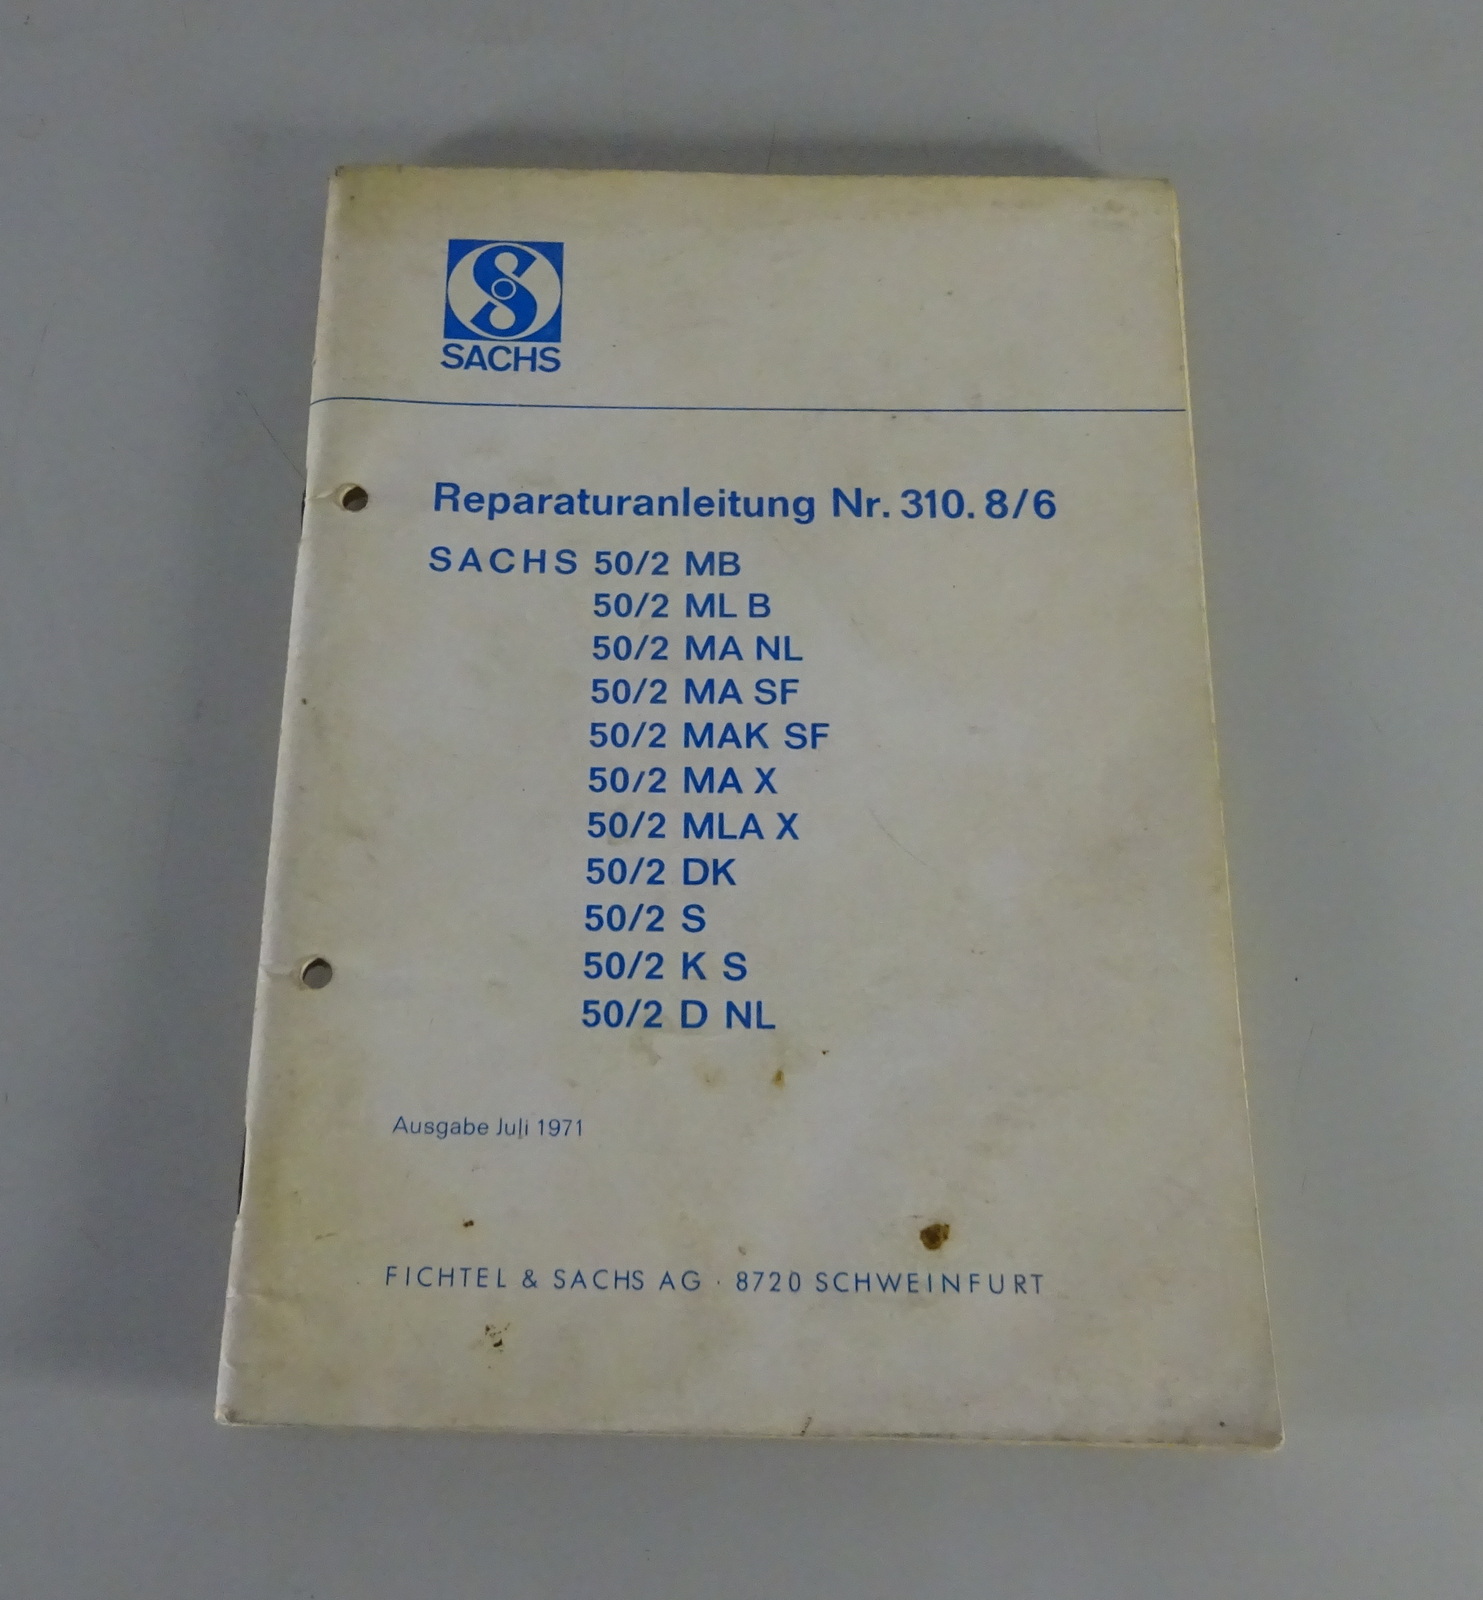 SACHS
Reparaturanleitung Nr. 310. 8/6
SACHS 50/2 MB
50/2 ML B
50/2 MA NL
50/2 MA SF
50/2 MAK SF
50/2 MA X
50/2 MLA X
50/2 DK
50/2 S
50/2 K S
50/2 D NL
Ausgabe Juli 1971
FICHTEL & SACHS AG · 8720 SCHWEINFURT